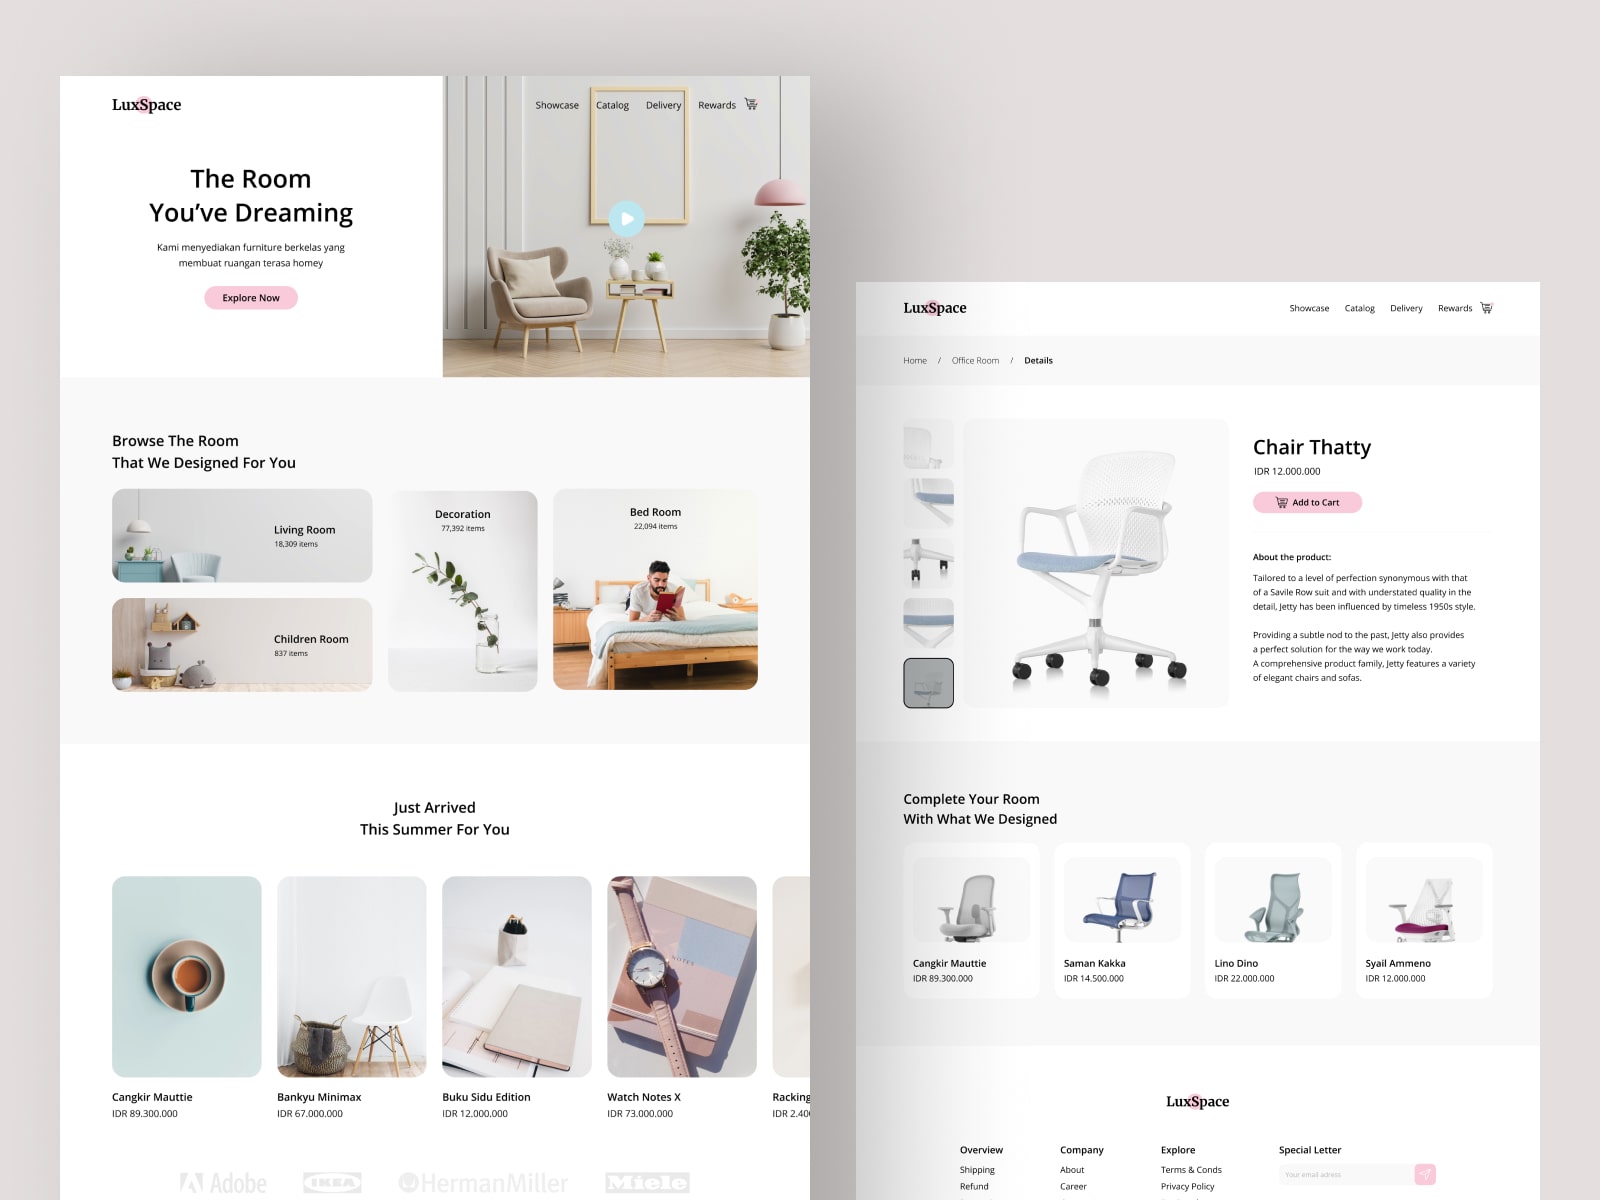 LuxSpace
Showcase Catalog Delivery Rewards
The Room
You’ve Dreaming
Kami menyediakan furniture berkelas yang
membuat ruangan terasa homey
Explore Now
Browse The Room
That We Designed For You
Living Room
18,309 items
Children Room
837 items
Decoration
77,392 items
Bed Room
22,094 items
Just Arrived
This Summer For You
NOTES
Cangkir Mauttie
IDR 89.300.000
Bankyu Minimax
IDR 67.000.000
Buku Sidu Edition
IDR 12.000.000
Watch Notes X
IDR 73.000.000
Racking
IDR 2.40
Adobe
IKEA
HermanMiller
Miele
LuxSpace
Showcase Catalog Delivery Rewards
Home / Office Room / Details
Chair Thatty
IDR 12.000.000
Add to Cart
About the product:
Tailored to a level of perfection synonymous with that
of a Savile Row suit and with understated quality in the
detail, Jetty has been influenced by timeless 1950s style.
Providing a subtle nod to the past, Jetty also provides
a perfect solution for the way we work today.
A comprehensive product family, Jetty features a variety
of elegant chairs and sofas.
Complete Your Room
With What We Designed
Cangkir Mauttie
IDR 89.300.000
Saman Kakka
IDR 14.500.000
Lino Dino
IDR 22.000.000
Syail Ammeno
IDR 12.000.000
LuxSpace
Overview
Shipping
Refund
Company
About
Career
Explore
Terms & Conds
Privacy Policy
Special Letter
Your email adress